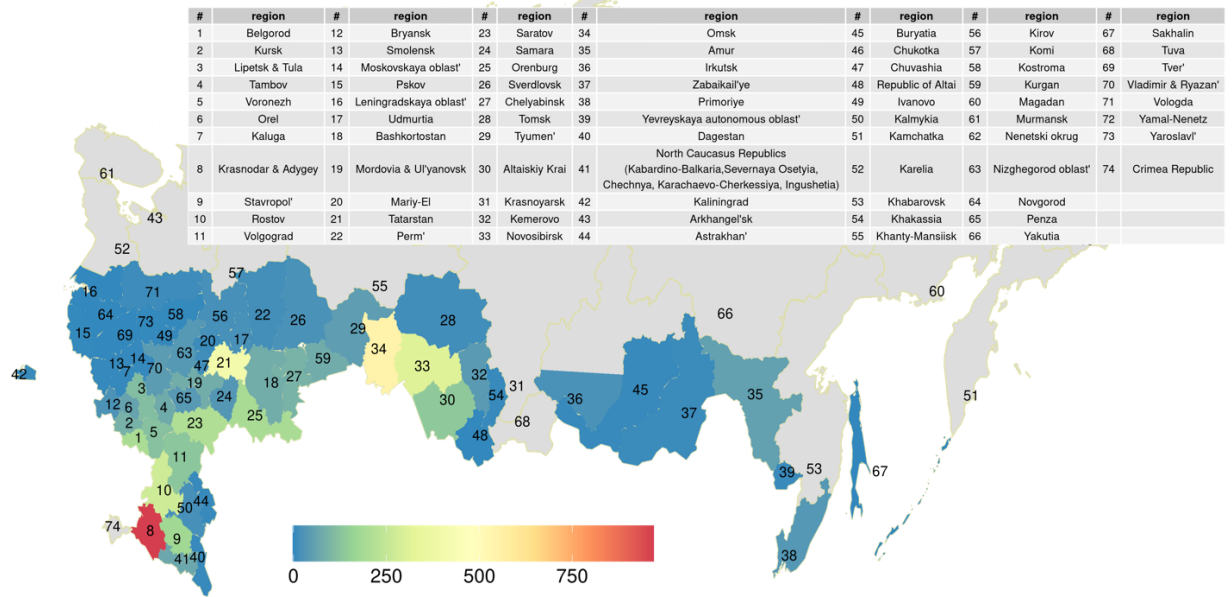 # region # region # region # region # region # region # region
1 Belgorod 12 Bryansk 23 Saratov 34 Omsk 45 Buryatia 56 Kirov 67 Sakhalin
2 Kursk 13 Smolensk 24 Samara 35 Amur 46 Chukotka 57 Komi 68 Tuva
3 Lipetsk & Tula 14 Moskovskaya oblast' 25 Orenburg 36 Irkutsk 47 Chuvashia 58 Kostroma 69 Tver'
4 Tambov 15 Pskov 26 Sverdlovsk 37 Zabaikal'ye 48 Republic of Altai 59 Kurgan 70 Vladimir & Ryazan'
5 Voronezh 16 Leningradskaya oblast' 27 Chelyabinsk 38 Primoriye 49 Ivanovo 60 Magadan 71 Vologda
6 Orel 17 Udmurtia 28 Tomsk 39 Yevreyskaya autonomous oblast' 50 Kalmykia 61 Murmansk 72 Yamal-Nenetz
7 Kaluga 18 Bashkortostan 29 Tyumen' 40 Dagestan 51 Kamchatka 62 Nenetski okrug 73 Yaroslavl'
North Caucasus Republics
8 Krasnodar & Adygey 19 Mordovia & Ul'yanovsk 30 Altaiskiy Krai 41 (Kabardino-Balkaria,Severnaya Osetyia, 52 Karelia 63 Nizhghegorod oblast' 74 Crimea Republic
Chechnya, Karachaevo-Cherkessiya, Ingushetia)
9 Stavropol' 20 Mariy-El 31 Krasnoyarsk 42 Kaliningrad 53 Khabarovsk 64 Novgorod
10 Rostov 21 Tatarstan 32 Kemerovo 43 Arkhangel'sk 54 Khakassia 65 Penza
11 Volgograd 22 Perm' 33 Novosibirsk 44 Astrakhan' 55 Khanty-Mansiisk 66 Yakutia
61
43
52
57
55
60
16 71
66
64 73 58 56 22 26 28
15 69 49 20 17 29
13 14 63 34
42 7 70 47 21 59 33 32 31
3 19 18 27 36 45
12 6 4 65 24 30 54 35 51
2 25 37
1 5 23 48 68
11
39 53 67
10 50 44
74 8 9
41 40 38
0 250 500 750